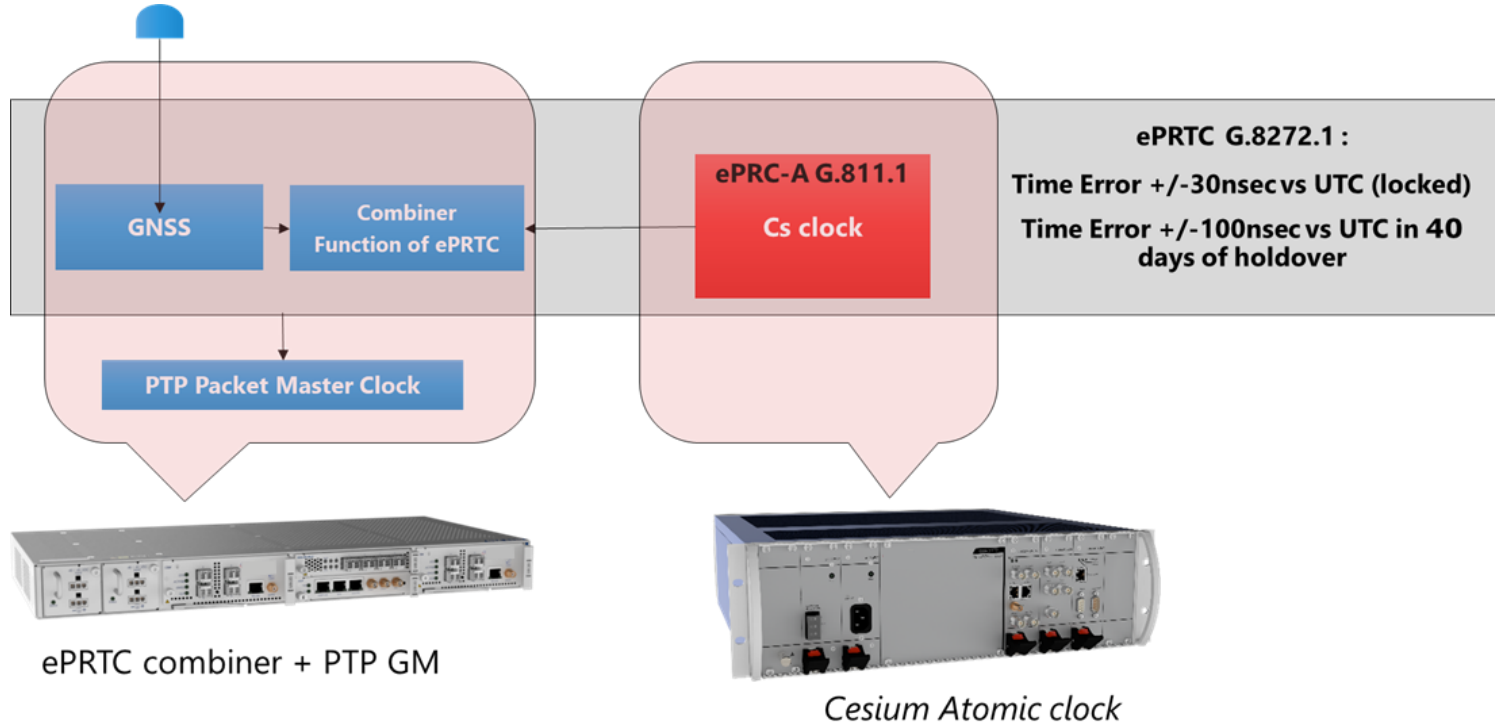 GNSS
Combiner
Function of ePRTC
PTP Packet Master Clock
ePRC-A G.811.1
Cs clock
ePRTC G.8272.1 :
Time Error +/-30nsec vs UTC (locked)
Time Error +/-100nsec vs UTC in 40
days of holdover
ePRTC combiner + PTP GM
Cesium Atomic clock